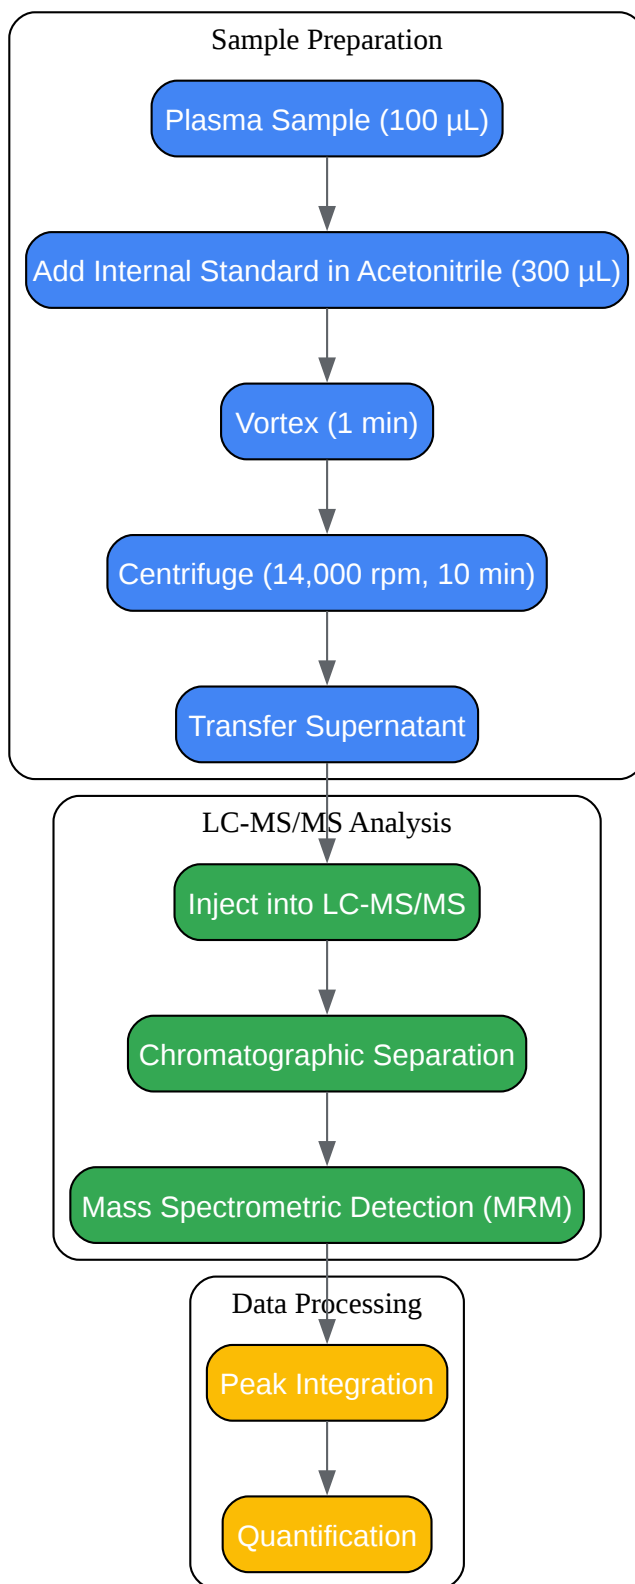 Sample Preparation
Plasma Sample (100 µL)
Add Internal Standard in Acetonitrile (300 µL)
Vortex (1 min)
Centrifuge (14,000 rpm, 10 min)
Transfer Supernatant
LC-MS/MS Analysis
Inject into LC-MS/MS
Chromatographic Separation
Mass Spectrometric Detection (MRM)
Data Processing
Peak Integration
Quantification